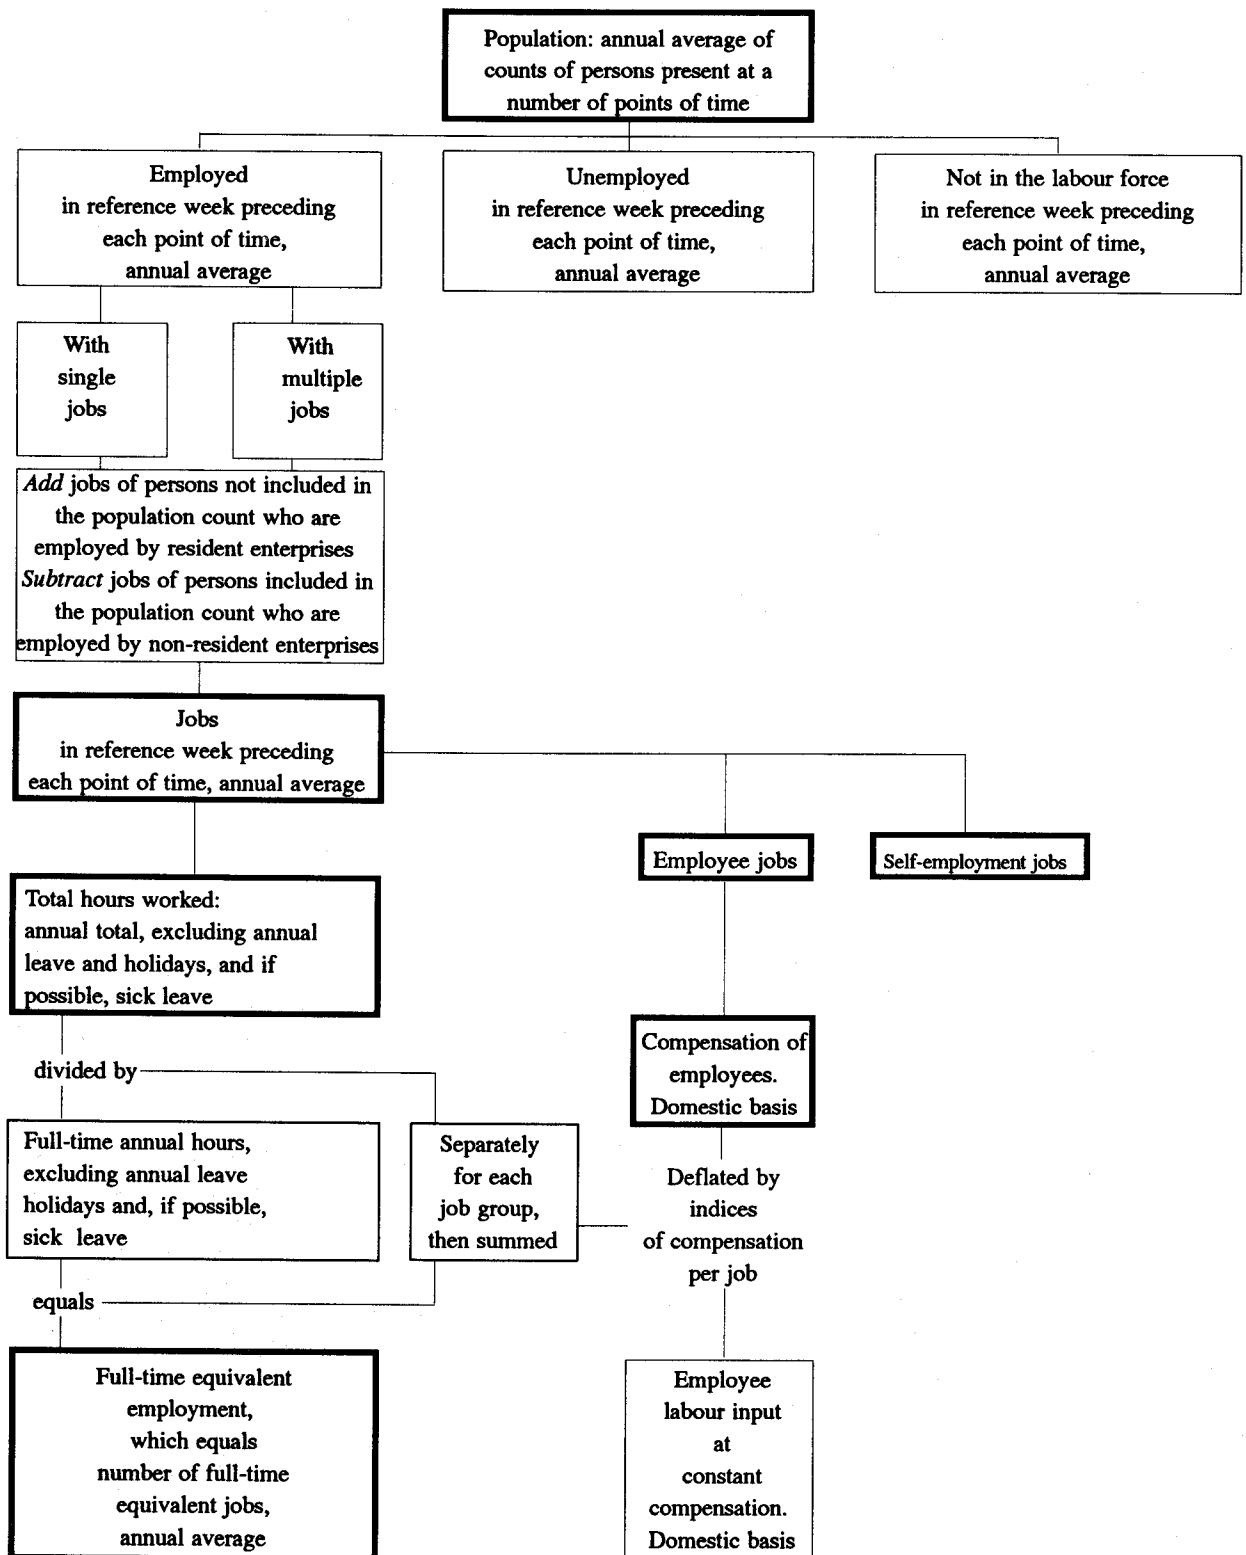 Population: annual average of
counts of persons present at a
number of points of time
Employed
in reference week preceding
each point of time,
annual average
Unemployed
in reference week preceding
each point of time,
annual average
Not in the labour force
in reference week preceding
each point of time,
annual average
With
single
jobs
With
multiple
jobs
Add jobs of persons not included in
the population count who are
employed by resident enterprises
Subtract jobs of persons included in
the population count who are
employed by non-resident enterprises
Jobs
in reference week preceding
each point of time, annual average
Employee jobs
Self-employment jobs
Total hours worked:
annual total, excluding annual
leave and holidays, and if
possible, sick leave
divided by
Compensation of
employees.
Domestic basis
Full-time annual hours,
excluding annual leave
holidays and, if possible,
sick leave
Separately
for each
job group,
then summed
Deflated by
indices
of compensation
per job
equals
Full-time equivalent
employment,
which equals
number of full-time
equivalent jobs,
annual average
Employee
labour input
at
constant
compensation.
Domestic basis